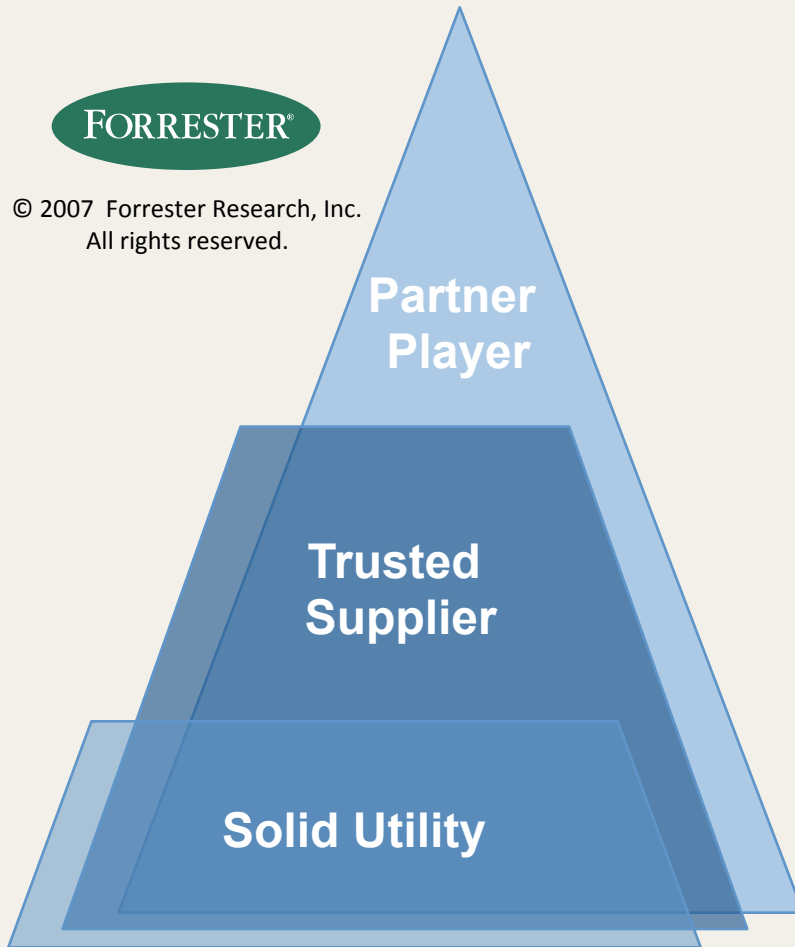 FORRESTER®
© 2007 Forrester Research, Inc.
All rights reserved.
Partner
Player
Trusted
Supplier
Solid Utility